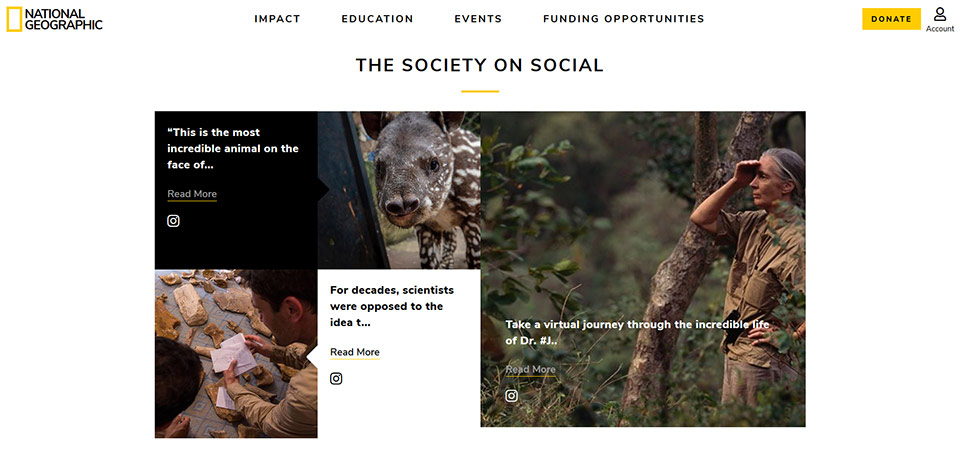 NATIONAL
GEOGRAPHIC
IMPACT EDUCATION EVENTS FUNDING OPPORTUNITIES
DONATE
Account
THE SOCIETY ON SOCIAL
“This is the most
incredible animal on the
face of...
Read More
For decades, scientists
were opposed to the
idea t...
Read More
Take a virtual journey through the incredible life
of Dr. #J..
Read More